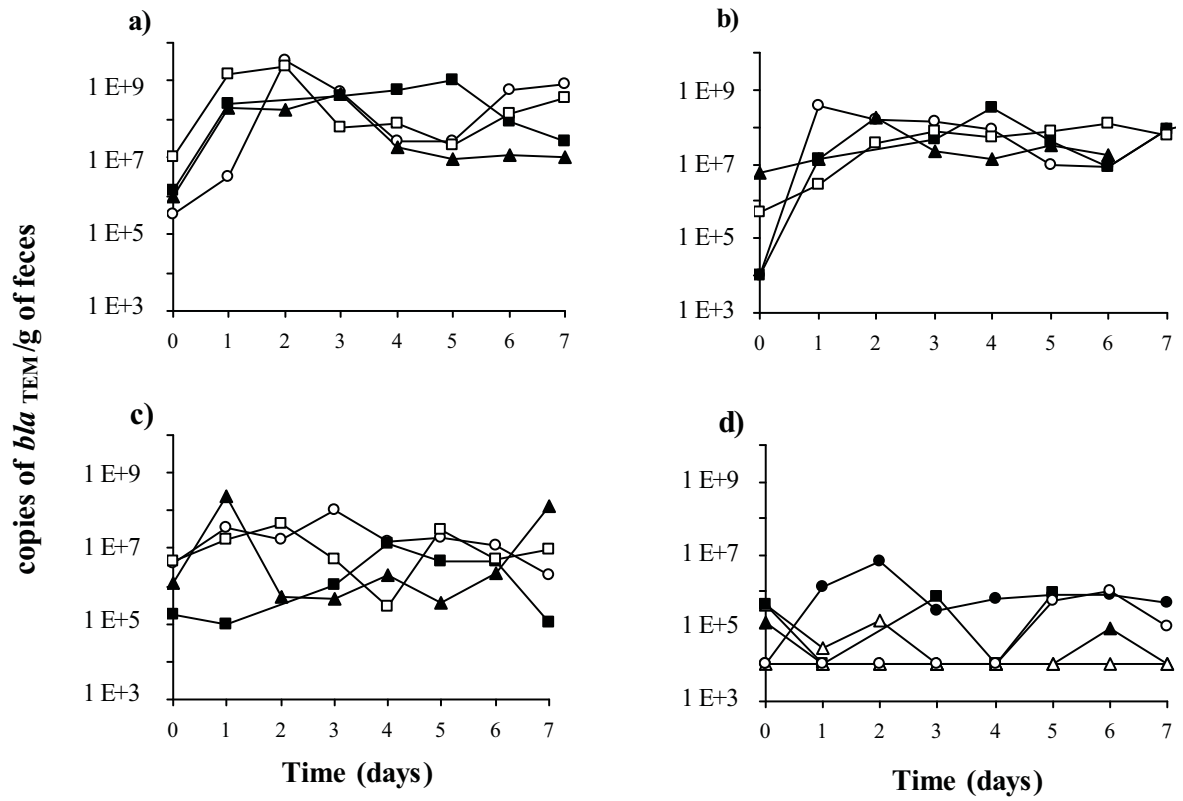 copies of bla TEM/g of feces
a)
1 E+9
1 E+7
1 E+5
1 E+3
0 1 2 3 4 5 6 7
b)
1 E+9
1 E+7
1 E+5
1 E+3
0 1 2 3 4 5 6 7
c)
1 E+9
1 E+7
1 E+5
1 E+3
0 1 2 3 4 5 6 7
Time (days)
d)
1 E+9
1 E+7
1 E+5
1 E+3
0 1 2 3 4 5 6 7
Time (days)